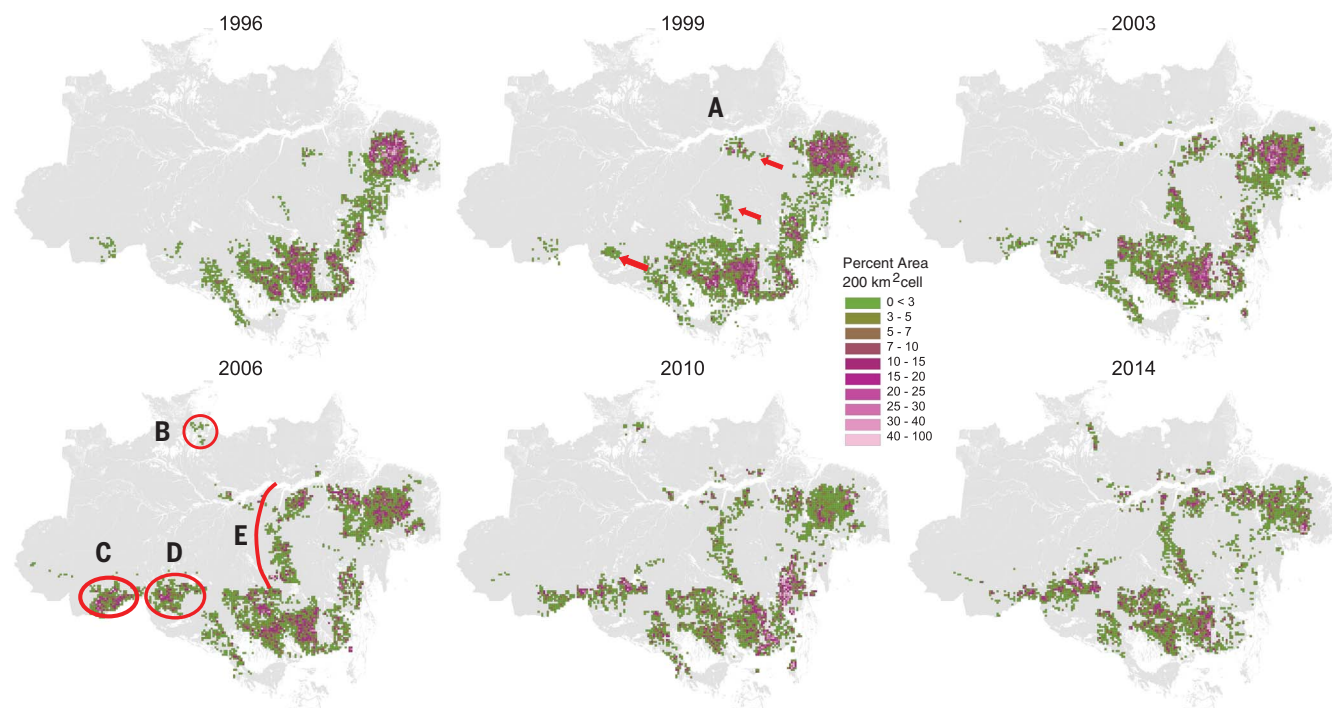 1996
1999
2003
A
Percent Area
200 km2cell
0 < 3
3 - 5
5 - 7
7 - 10
10 - 15
15 - 20
20 - 25
25 - 30
30 - 40
40 - 100
2006
2010
2014
B
C
D
E